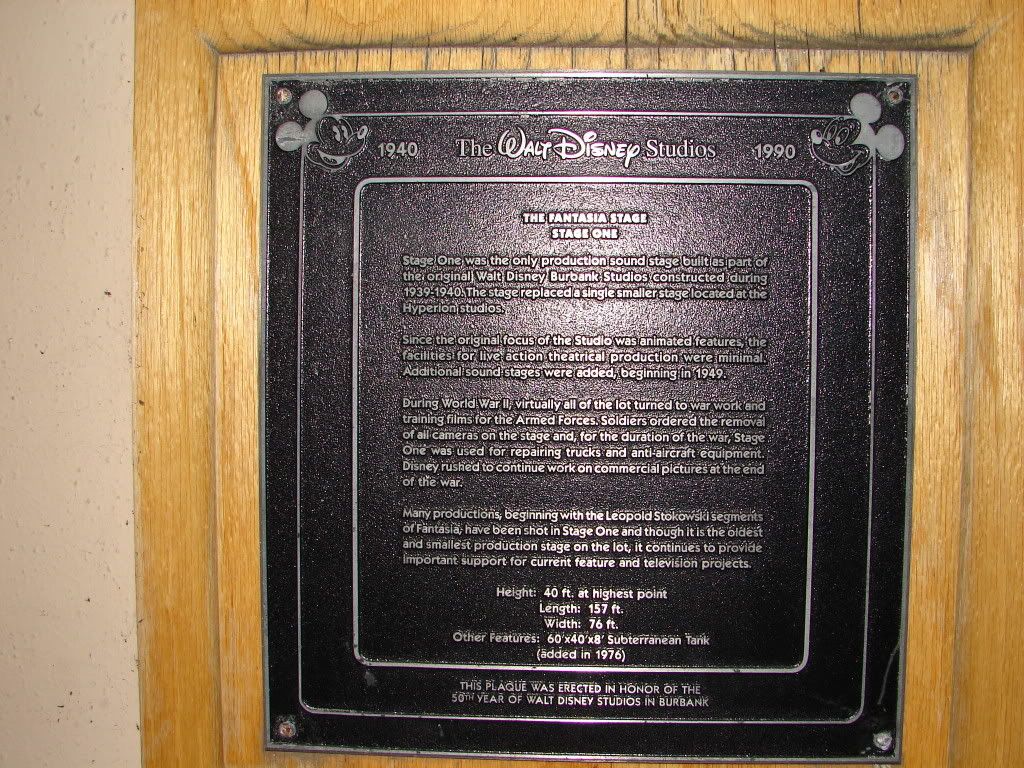 1940 The Walt Disney Studios 1990
THE FANTASIA STAGE
STAGE ONE
Stage One was the only production sound stage built as part of
the original Walt Disney Burbank Studios constructed during
1939-1940. The stage replaced a single smaller stage located at the
Hyperion studios.
Since the original focus of the Studio was animated features, the
facilities for live action theatrical production were minimal.
Additional sound stages were added, beginning in 1949.
During World War II, virtually all of the lot turned to war work and
training films for the Armed Forces. Soldiers ordered the removal
of all cameras on the stage and, for the duration of the war, Stage
One was used for repairing trucks and anti-aircraft equipment.
Disney rushed to continue work on commercial pictures at the end
of the war.
Many productions, beginning with the Leopold Stokowski segments
of Fantasia, have been shot in Stage One and though it is the oldest
and smallest production stage on the lot, it continues to provide
important support for current feature and television projects.
Height: 40 ft. at highest point
Length: 157 ft.
Width: 76 ft.
Other Features: 60'x40'x8' Subterranean Tank
(added in 1976)
THIS PLAQUE WAS ERECTED IN HONOR OF THE
50TH YEAR OF WALT DISNEY STUDIOS IN BURBANK